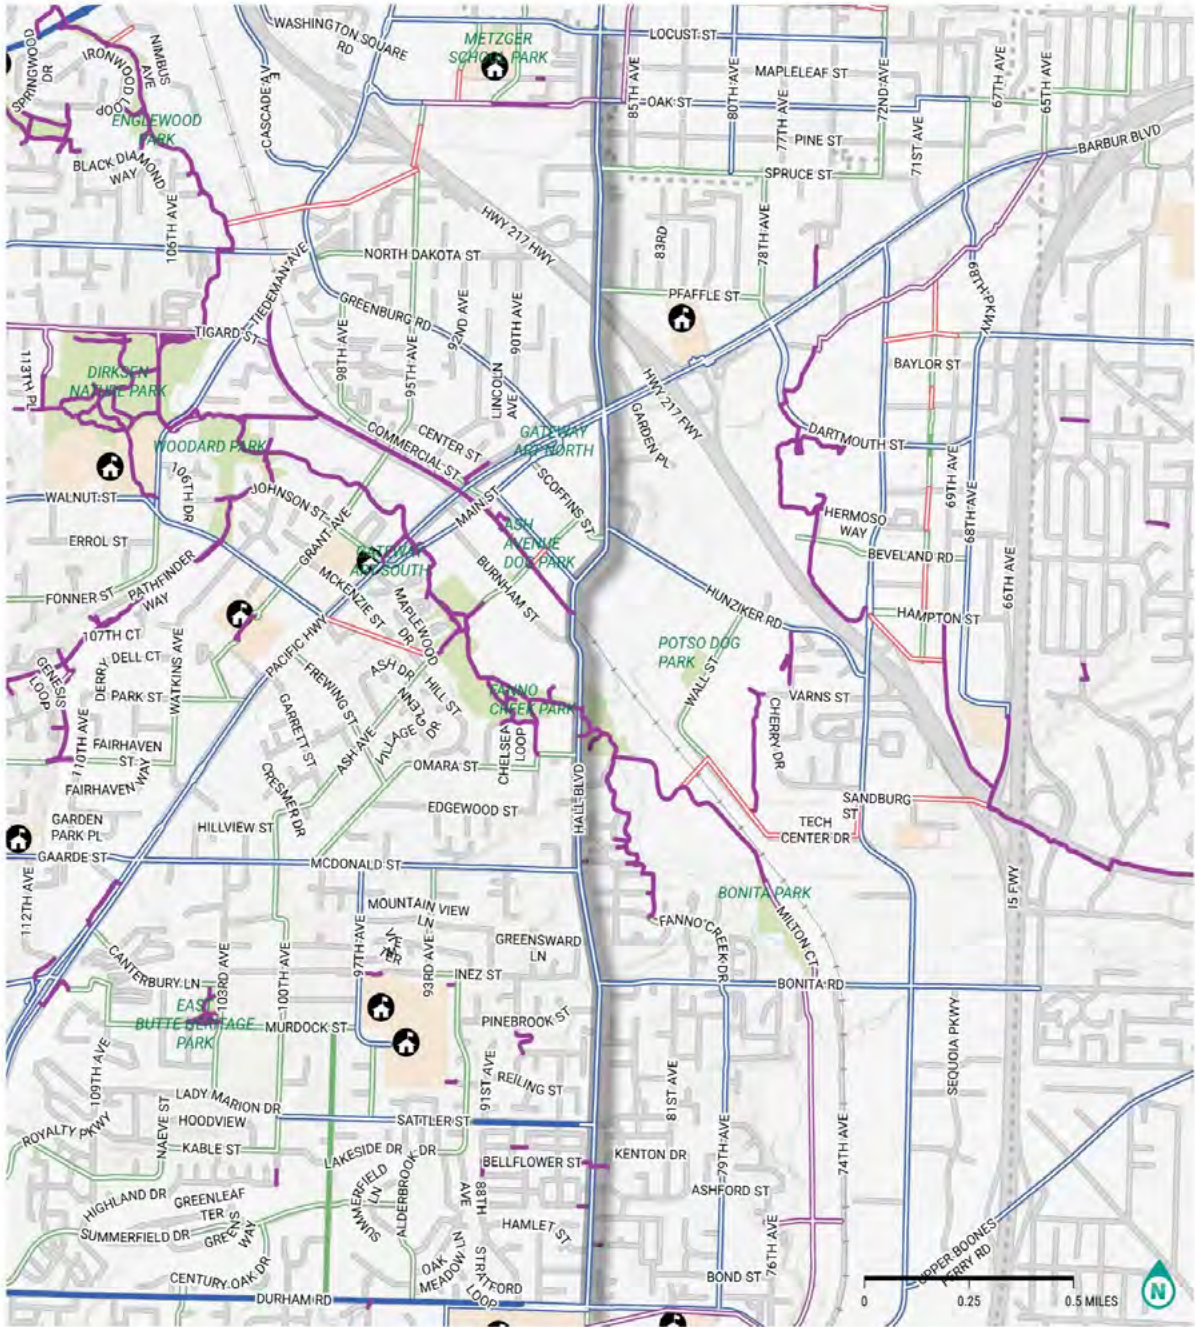 WASHINGTON SQUARE
RD
METZGER
SCHOOL PARK
LOCUST ST
SPRINGWOOD
DR
IRONWOOD
LOOP
NIMBUS
AVE
CASCADE AV
E
85TH AVE
80TH AVE
MAPLELEAF ST
72ND AVE
67TH AVE
65TH AVE
OAK ST
77TH AVE
ENGLEWOOD
PARK
PINE ST
71ST AVE
BARBUR BLVD
BLACK DIAMOND
WAY
SPRUCE ST
106TH AVE
HWY 217 HWY
83RD
78TH AVE
NORTH DAKOTA ST
TIEDEMAN AVE
68TH PKWY
GREENBURG RD
PFAFFLE ST
TIGARD ST
98TH AVE
95TH AVE
92ND AVE
90TH AVE
113TH PL
DIRKSEN
NATURE PARK
LINCOLN
AVE
HWY 217 FWY
BAYLOR ST
GARDEN PL
COMMERCIAL ST
CENTER ST
GATEWAY
ART NORTH
DARTMOUTH ST
WOODARD PARK
106TH DR
SCOFFINS ST
69TH AVE
68TH AVE
WALNUT ST
JOHNSON ST
MAIN ST
HERMOSO
WAY
ERROL ST
GRANT AVE
ASH
AVENUE
DOG PARK
BEVELAND RD
GATEWAY
ART SOUTH
PATHFINDER
WAY
FONNER ST
MCKENZIE ST
MAPLEWOOD
DR
BURNHAM ST
HUNZIKER RD
66TH AVE
HAMPTON ST
107TH CT
PACIFIC HWY
POTSO DOG
PARK
GENESIS
LOOP
DERRY
DELL CT
WATKINS AVE
PARK ST
FREWING ST
ASH DR
HILL ST
GLENN
WALL ST
FANNO
CREEK PARK
VARNS ST
CHERRY DR
110TH AVE
FAIRHAVEN
ST
GARRETT ST
ASH AVE
VILLAGE
DR
CHELSEA
LOOP
OMARA ST
FAIRHAVEN WAY
CRESMER DR
EDGEWOOD ST
HALL BLVD
SANDBURG
ST
TECH
CENTER DR
GARDEN
PARK PL
HILLVIEW ST
GAARDE ST
MCDONALD ST
112TH AVE
I5 FWY
BONITA PARK
MOUNTAIN VIEW
LN
97TH AVE
93RD AVE
GREENSWARD
LN
FANNO CREEK DR
MILTON CT
CANTERBURY LN
103RD AVE
100TH AVE
INEZ ST
BONITA RD
EAST
BUTTE HERITAGE
PARK
MURDOCK ST
PINEBROOK ST
SEQUOIA PKWY
109TH AVE
91ST AVE
REILING ST
81ST AVE
LADY MARION DR
HOODVIEW
SATTLER ST
ROYALTY PKWY
NAEVE ST
KABLE ST
LAKESIDE DR
DR
ALDERBROOK
BELLFLOWER ST
KENTON DR
79TH AVE
74TH AVE
HIGHLAND DR
GREENLEAF
TER
SUMMERFIELD
LN
88TH
AVE
ASHFORD ST
SUMMERFIELD DR
GREENS
WAY
HAMLET ST
76TH AVE
UPPER BOONES
FERRY RD
CENTURY OAK DR
OAK
MEADOW LN
STRATFORD
LOOP
BOND ST
DURHAM RD
0
0.25
0.5 MILES
N